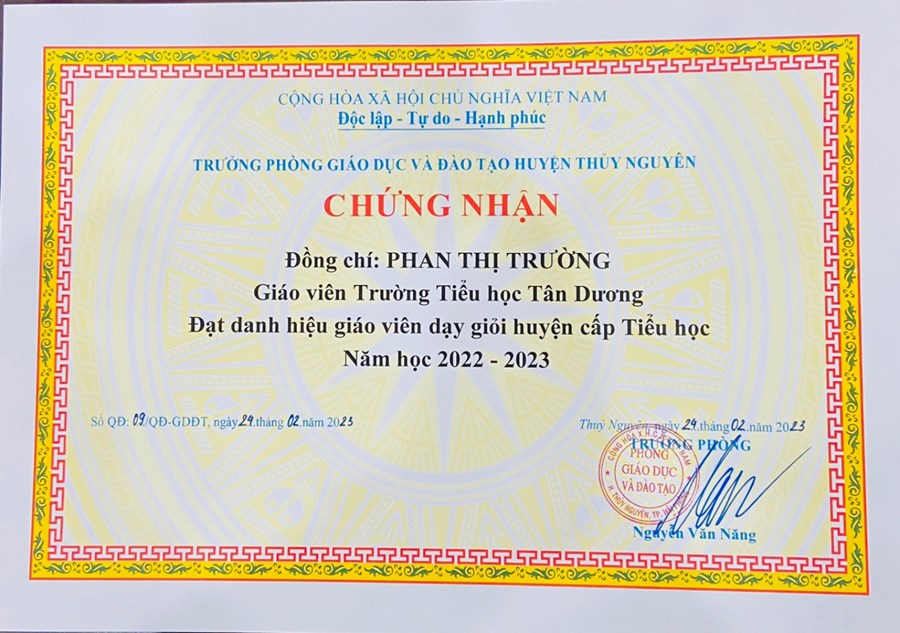 CỘNG HÒA XÃ HỘI CHỦ NGHĨA VIỆT NAM
Độc lập - Tự do - Hạnh phúc
TRƯỞNG PHÒNG GIÁO DỤC VÀ ĐÀO TẠO HUYỆN THỦY NGUYÊN
CHỨNG NHẬN
Đồng chí: PHAN THỊ TRƯỜNG
Giáo viên Trường Tiểu học Tân Dương
Đạt danh hiệu giáo viên dạy giỏi huyện cấp Tiểu học
Năm học 2022 - 2023
Số QĐ: 09/QĐ-GDĐT, ngày 24 tháng 02 năm 2023
Thuỷ Nguyên, ngày 24 tháng 02 năm 2023
TRƯỞNG PHÒNG
PHÒNG
GIÁO DỤC
VÀ ĐÀO TẠO
H. THỦY NGUYÊN, TP.
Nguyễn Văn Năng